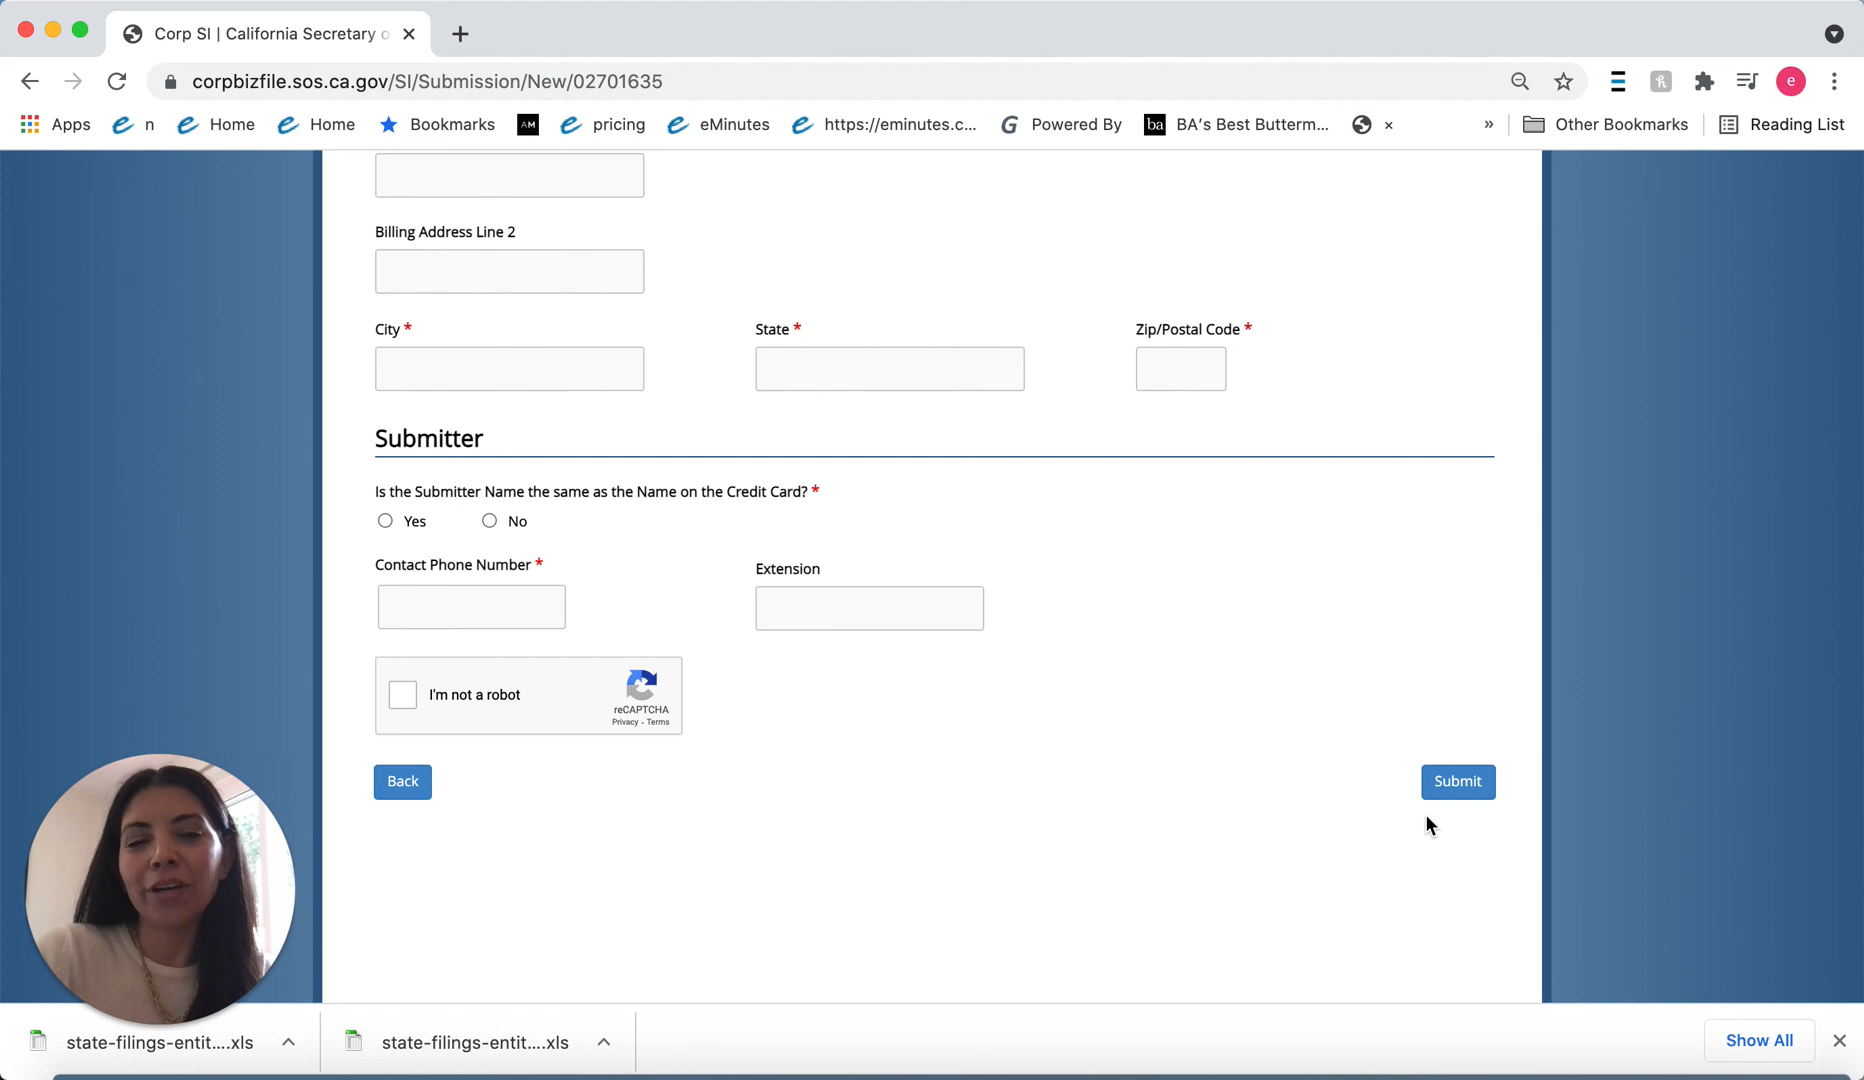 Corp SI | California Secretary o
corpbizfile.sos.ca.gov/SI/Submission/New/02701635
e
Apps n Home Home Bookmarks AM pricing eMinutes https://eminutes.c... G Powered By ba BA's Best Butterm... » Other Bookmarks Reading List
Billing Address Line 2
City * State * Zip/Postal Code *
Submitter
Is the Submitter Name the same as the Name on the Credit Card? *
Yes No
Contact Phone Number * Extension
I'm not a robot
reCAPTCHA
Privacy - Terms
Back Submit
state-filings-entit....xls state-filings-entit....xls Show All